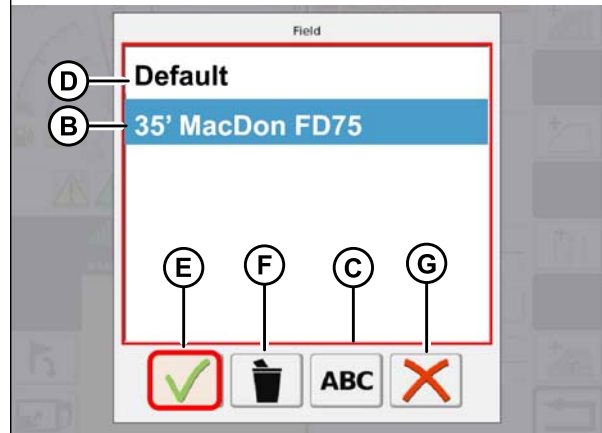 Field
D Default
B 35’ MacDon FD75
E F C G
ABC